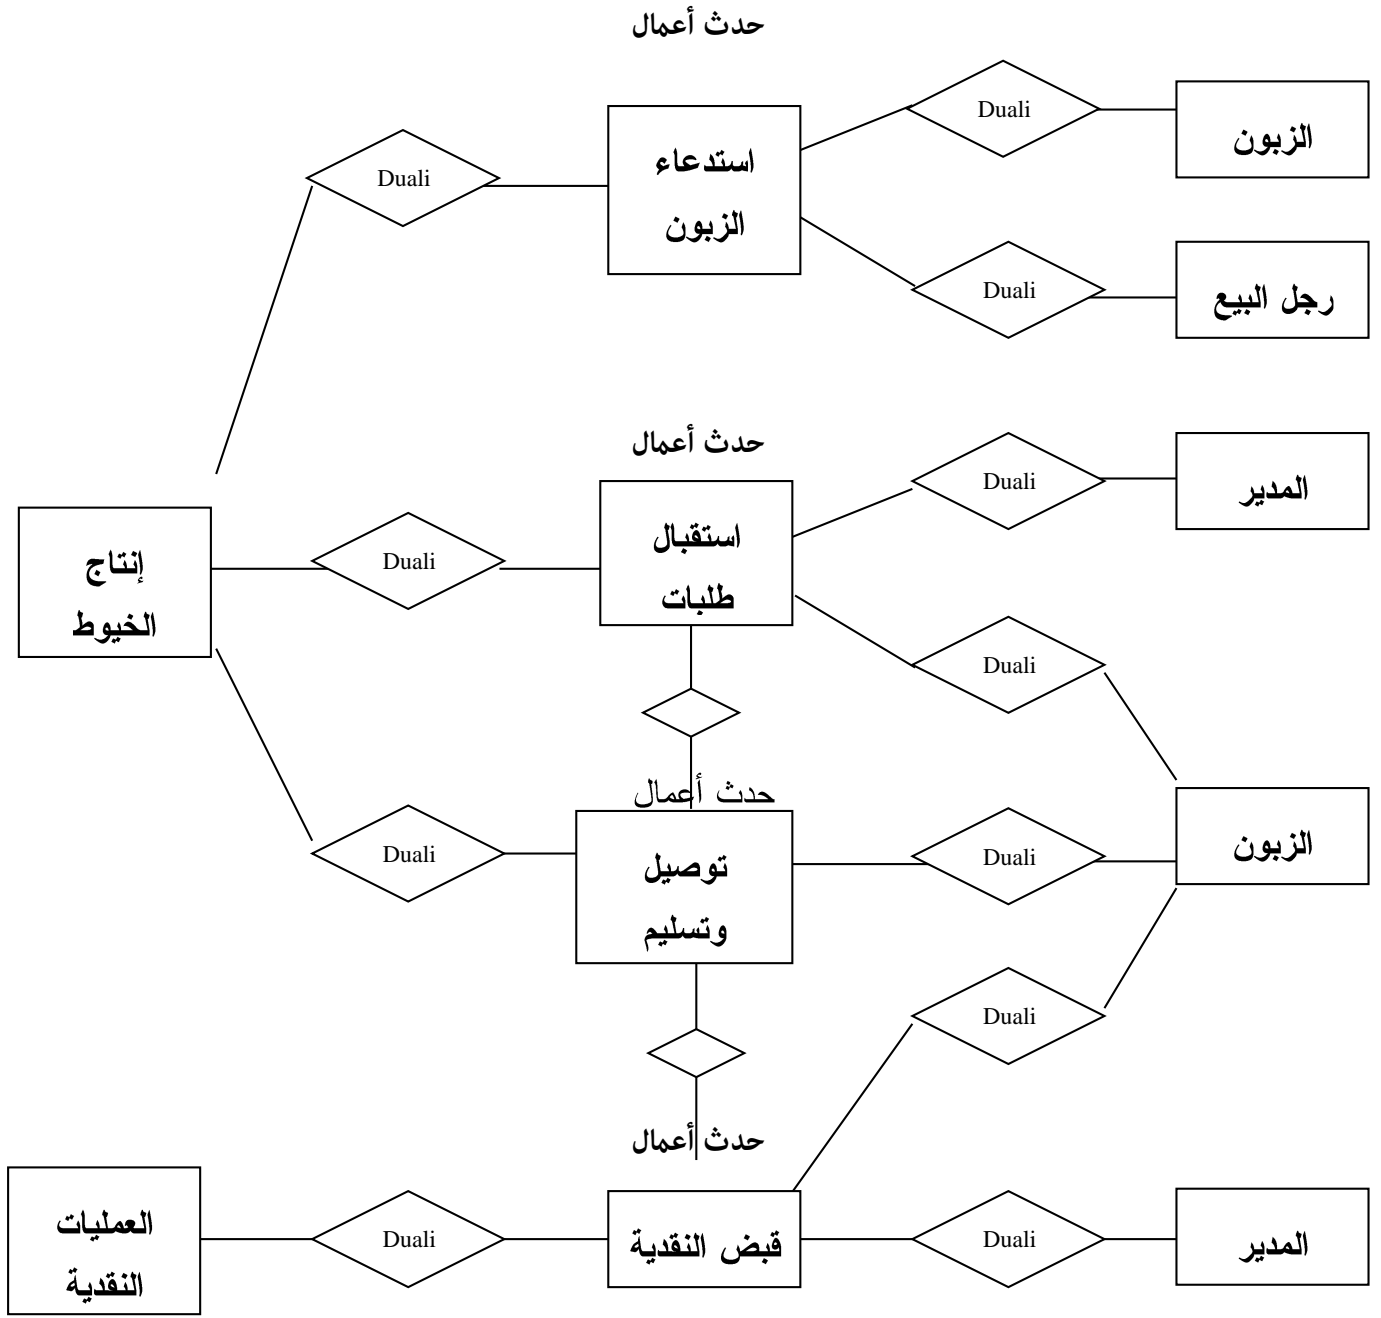 حدث أعمال
Duali
الزبون
استدعاء
الزبون
Duali
Duali
رجل البيع
حدث أعمال
Duali
المدير
استقبال
طلبات
Duali
إنتاج
الخيوط
Duali
حدث أعمال
الزبون
Duali
توصيل
وتسليم
Duali
Duali
حدث أعمال
المدير
Duali
قبض النقدية
Duali
العمليات
النقدية